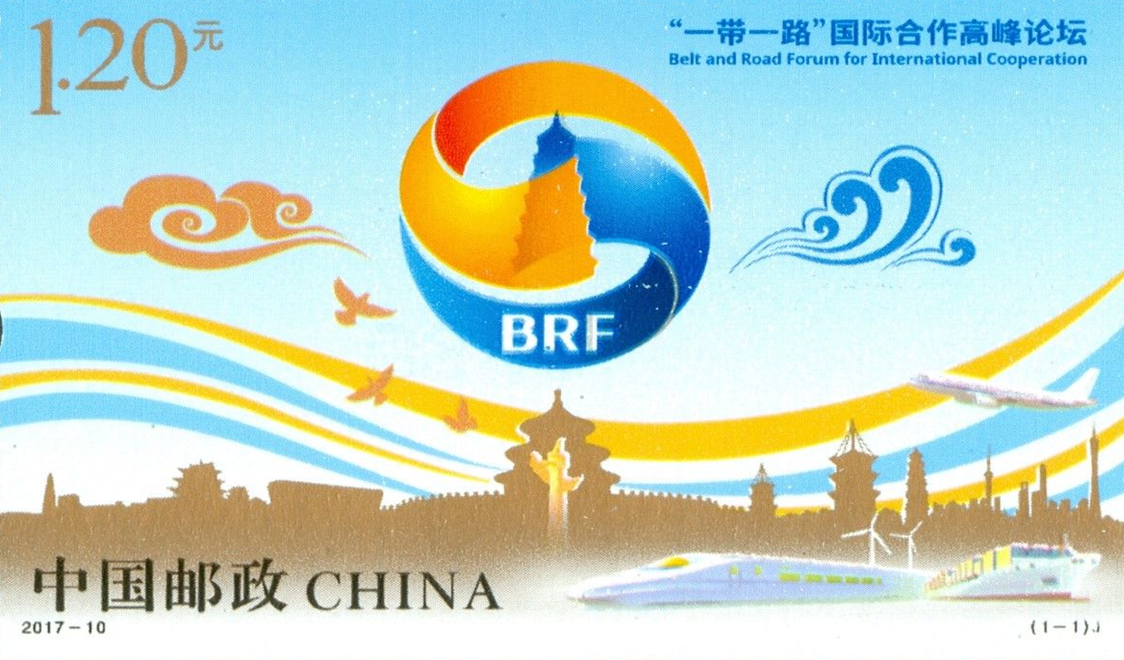 1.20元
“一带一路”国际合作高峰论坛
Belt and Road Forum for International Cooperation
BRF
中国邮政 CHINA
2017-10
(1-1)J